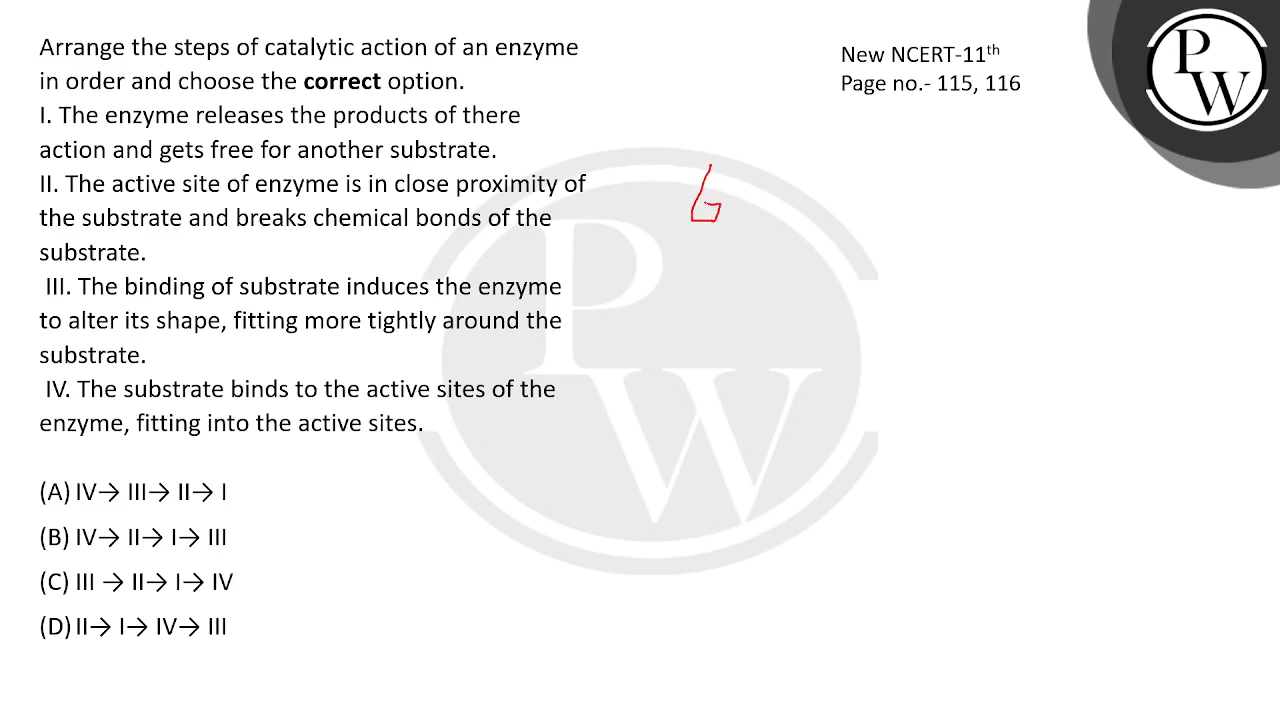 Arrange the steps of catalytic action of an enzyme
in order and choose the correct option.
I. The enzyme releases the products of there
action and gets free for another substrate.
II. The active site of enzyme is in close proximity of
the substrate and breaks chemical bonds of the
substrate.
III. The binding of substrate induces the enzyme
to alter its shape, fitting more tightly around the
substrate.
IV. The substrate binds to the active sites of the
enzyme, fitting into the active sites.
(A) IV→ III→ II→ I
(B) IV→ II→ I→ III
(C) III → II→ I→ IV
(D) II→ I→ IV→ III
New NCERT-11th
Page no.- 115, 116
PW
PW